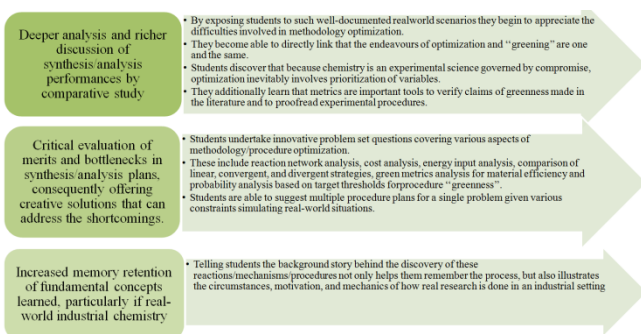 Deeper analysis and richer
discussion of
synthesis/analysis
performances by
comparative study
• By exposing students to such well-documented realworld scenarios they begin to appreciate the
difficulties involved in methodology optimization.
• They become able to directly link that the endeavours of optimization and “greening” are one
and the same.
• Students discover that because chemistry is an experimental science governed by compromise,
optimization inevitably involves prioritization of variables.
• They additionally learn that metrics are important tools to verify claims of greenness made in
the literature and to proofread experimental procedures.
Critical evaluation of
merits and bottlenecks in
synthesis/analysis plans,
consequently offering
creative solutions that can
address the shortcomings.
• Students undertake innovative problem set questions covering various aspects of
methodology/procedure optimization.
• These include reaction network analysis, cost analysis, energy input analysis, comparison of
linear, convergent, and divergent strategies, green metrics analysis for material efficiency and
probability analysis based on target thresholds forprocedure “greenness”.
• Students are able to suggest multiple procedure plans for a single problem given various
constraints simulating real-world situations.
Increased memory retention
of fundamental concepts
learned, particularly if real-
world industrial chemistry
• Telling students the background story behind the discovery of these
reactions/mechanisms/procedures not only helps them remember the process, but also illustrates
the circumstances, motivation, and mechanics of how real research is done in an industrial setting